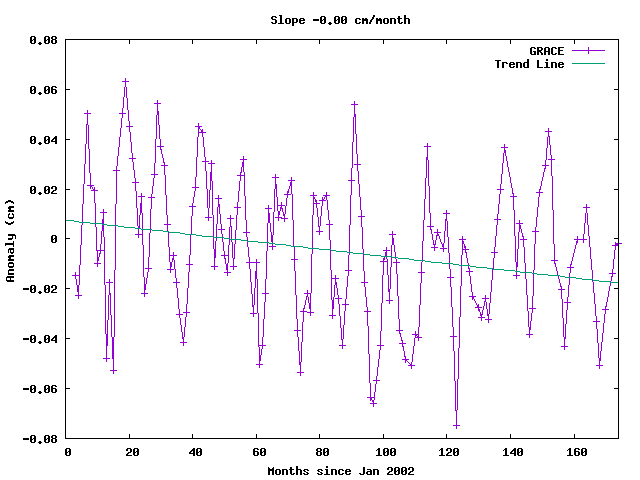 Slope -0.00 cm/month
GRACE
Trend Line
0.08
0.06
0.04
0.02
0
-0.02
-0.04
-0.06
-0.08
Anomaly (cm)
0 20 40 60 80 100 120 140 160
Months since Jan 2002